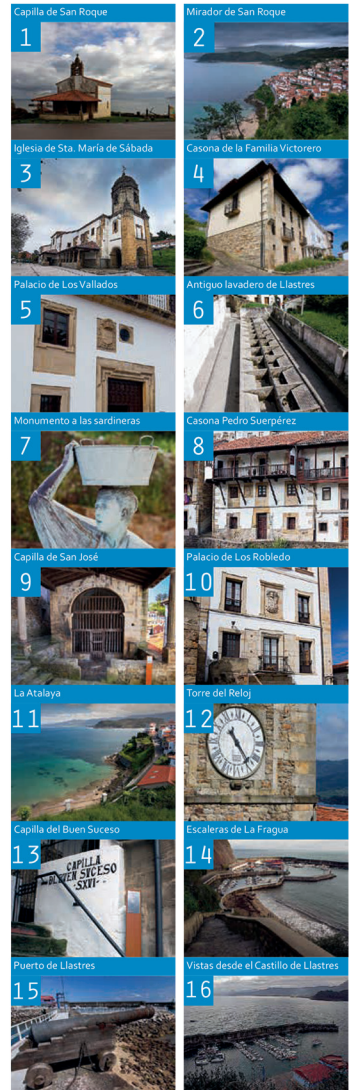 Capilla de San Roque
1
Mirador de San Roque
2
Iglesia de Sta. María de Sábada
3
Casona de la Familia Victorero
4
Palacio de Los Vallados
5
Antiguo lavadero de Llastres
6
Monumento a las sardineras
7
Casona Pedro Suerpérez
8
Capilla de San José
9
Palacio de Los Robledo
10
La Atalaya
11
Torre del Reloj
12
Capilla del Buen Suceso
13
CAPILLA
BUEN SUCESO
·SXVI·
Escaleras de La Fragua
14
Puerto de Llastres
15
Vistas desde el Castillo de Llastres
16